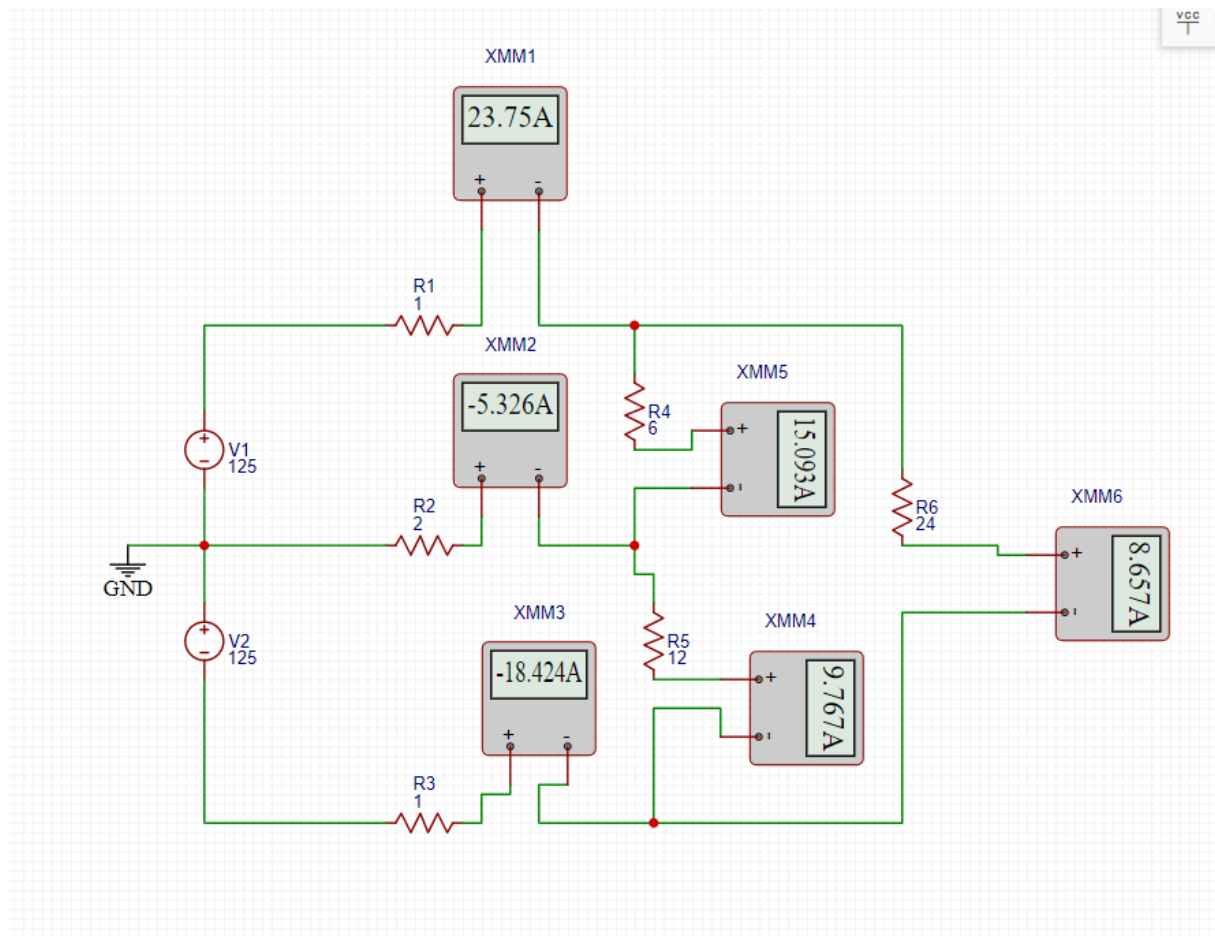 VCC
XMM1
23.75A
+ -
R1
1
XMM2
-5.326A
+ -
XMM5
15.093A
+
-
R4
6
V1
125
R2
2
R6
24
XMM6
8.657A
+
-
GND
XMM3
-18.424A
+ -
V2
125
R5
12
XMM4
9.767A
+
-
R3
1